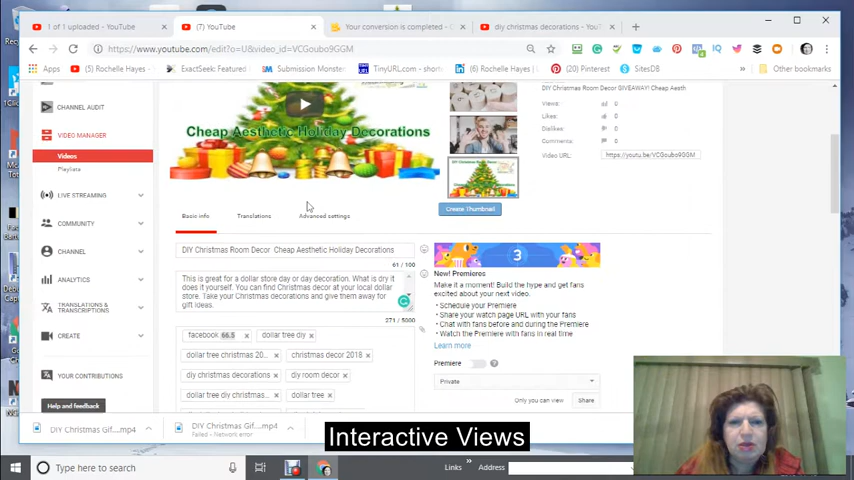 1 of 1 uploaded - YouTube
(7) YouTube
Your conversion is completed -
diy christmas decorations - YouT
https://www.youtube.com/edit?o=U&video_id=VCGoubo9GGM
Apps
(5) Rochelle Hayes -
ExactSeek: Featured
Submission Monster
TinyURL.com - short
(9) Rochelle Hayes |
(20) Pinterest
SitesDB
Other bookmarks
CHANNEL AUDIT
VIDEO MANAGER
Videos
Playlists
LIVE STREAMING
COMMUNITY
CHANNEL
ANALYTICS
TRANSLATIONS &
TRANSCRIPTIONS
CREATE
YOUR CONTRIBUTIONS
Help and feedback
Cheap Aesthetic Holiday Decorations
DIY Christmas Room Decor GIVEAWAY! Cheap Aesth
Views: 0
Likes: 0
Dislikes: 0
Comments: 0
Video URL: https://youtu.be/VCGoubo9GGM
Create Thumbnail
Basic info
Translations
Advanced settings
DIY Christmas Room Decor Cheap Aesthetic Holiday Decorations
61 / 100
This is great for a dollar store day or day decoration. What is dry it
does it yourself. You can find Christmas decor at your local dollar
store. Take your Christmas decorations and give them away for
gift ideas.
271 / 5000
facebook 66.5 ×
dollar tree diy ×
dollar tree christmas 20... ×
christmas decor 2018 ×
diy christmas decorations ×
diy room decor ×
dollar tree diy christmas... ×
dollar tree ×
3
New! Premieres
Make it a moment! Build the hype and get fans
excited about your next video.
• Schedule your Premiere
• Share your watch page URL with your fans
• Chat with fans before and during the Premiere
• Watch the Premiere with fans in real time
Learn more
Premiere
Private
Only you can view
Share
DIY Christmas Gif....mp4
DIY Christmas Gif....mp4
Failed - Network error
Interactive Views
Type here to search
Links
Address